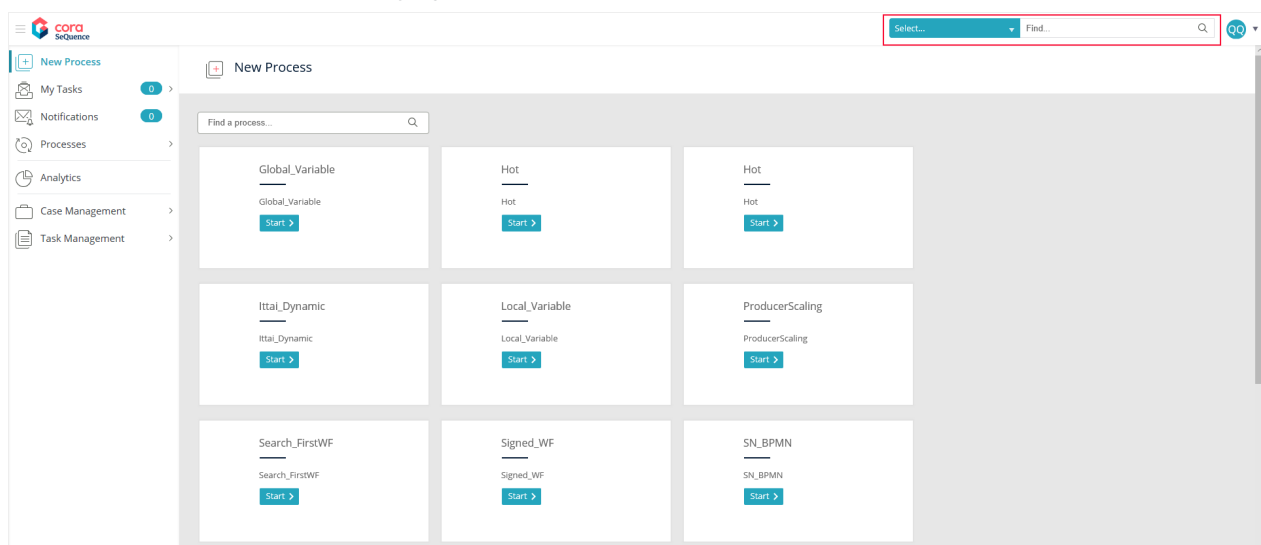 cora
SeQuence
Select...
Find...
QQ
New Process
My Tasks
0
Notifications
0
Processes
Analytics
Case Management
Task Management
New Process
Find a process...
Global_Variable
Global_Variable
Start
Hot
Hot
Start
Hot
Hot
Start
Ittai_Dynamic
Ittai_Dynamic
Start
Local_Variable
Local_Variable
Start
ProducerScaling
ProducerScaling
Start
Search_FirstWF
Search_FirstWF
Start
Signed_WF
Signed_WF
Start
SN_BPMN
SN_BPMN
Start